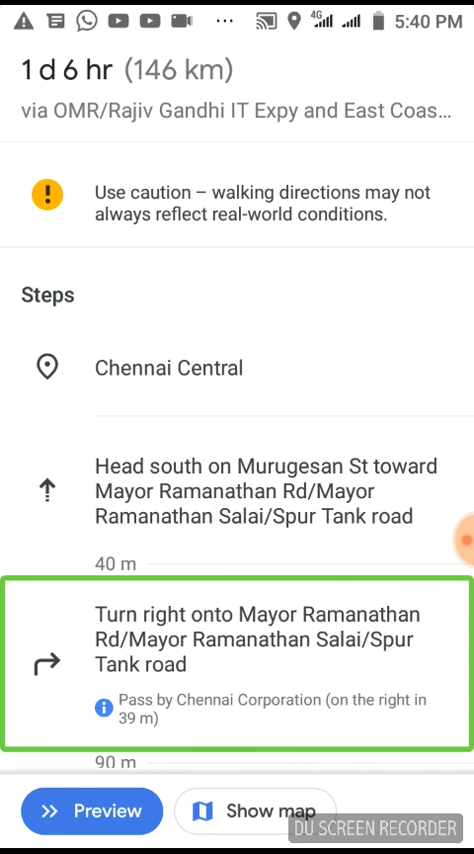 4G 5:40 PM
1 d 6 hr (146 km)
via OMR/Rajiv Gandhi IT Expy and East Coas...
Use caution – walking directions may not
always reflect real-world conditions.
Steps
Chennai Central
Head south on Murugesan St toward
Mayor Ramanathan Rd/Mayor
Ramanathan Salai/Spur Tank road
40 m
Turn right onto Mayor Ramanathan
Rd/Mayor Ramanathan Salai/Spur
Tank road
Pass by Chennai Corporation (on the right in
39 m)
90 m
Preview Show map
DU SCREEN RECORDER